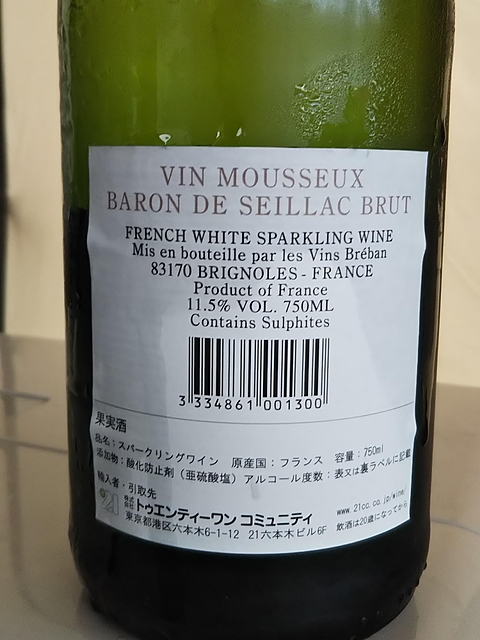 VIN MOUSSEUX
BARON DE SEILLAC BRUT
FRENCH WHITE SPARKLING WINE
Mis en bouteille par les Vins Bréban
83170 BRIGNOLES - FRANCE
Product of France
11.5% VOL. 750ML
Contains Sulphites
3 334861 001300
果実酒
品名：スパークリングワイン 原産国：フランス 容量：750ml
添加物：酸化防止剤（亜硫酸塩）アルコール度数：表又は裏ラベルに記載
輸入者・引取先
21 株式会社 トゥエンティーワン コミュニティ www.21cc.co.jp/wine/
東京都港区六本木6-1-12 21六本木ビル6F 飲酒は20歳になってから